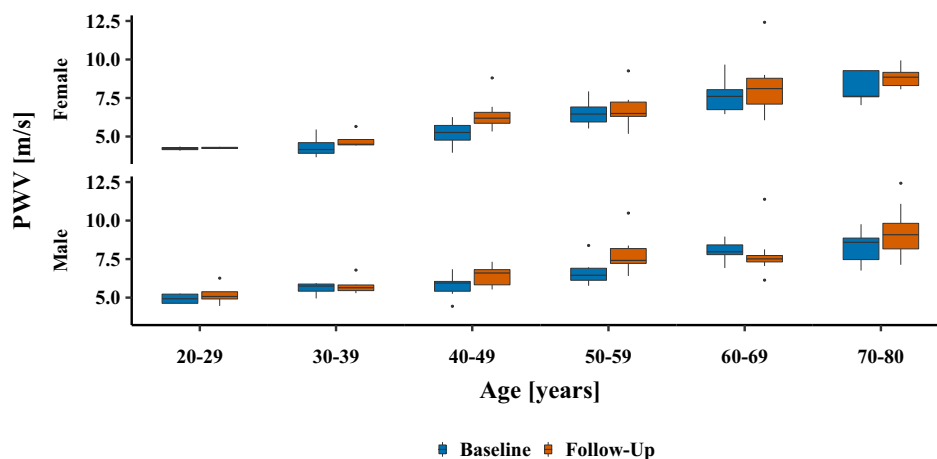 PWV [m/s]
Female
12.5
10.0
7.5
5.0
Male
12.5
10.0
7.5
5.0
20-29 30-39 40-49 50-59 60-69 70-80
Age [years]
Baseline Follow-Up